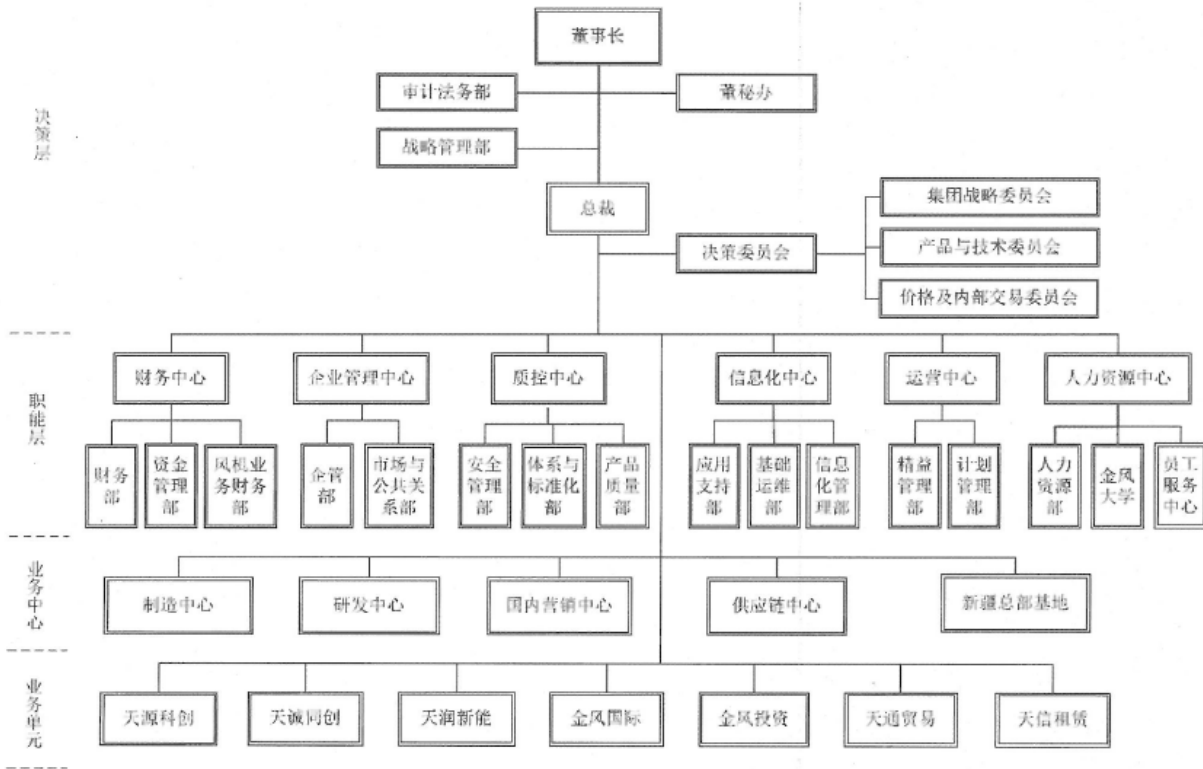 董事长
审计法务部
董秘办
决策层
战略管理部
总裁
集团战略委员会
决策委员会
产品与技术委员会
价格及内部交易委员会
职能层
财务中心
企业管理中心
质控中心
信息化中心
运营中心
人力资源中心
财务
部
资金
管理
部
风机业
务财务
部
企管
部
市场与
公共关
系部
安全
管理
部
体系与
标准化
部
产品
质量
部
应用
支持
部
基础
运维
部
信息
化管
理部
精益
管理
部
计划
管理
部
人力
资源
部
金风
大学
员工
服务
中心
业务中心
制造中心
研发中心
国内营销中心
供应链中心
新疆总部基地
业务单元
天源科创
天诚同创
天润新能
金风国际
金风投资
天通贸易
天信租赁